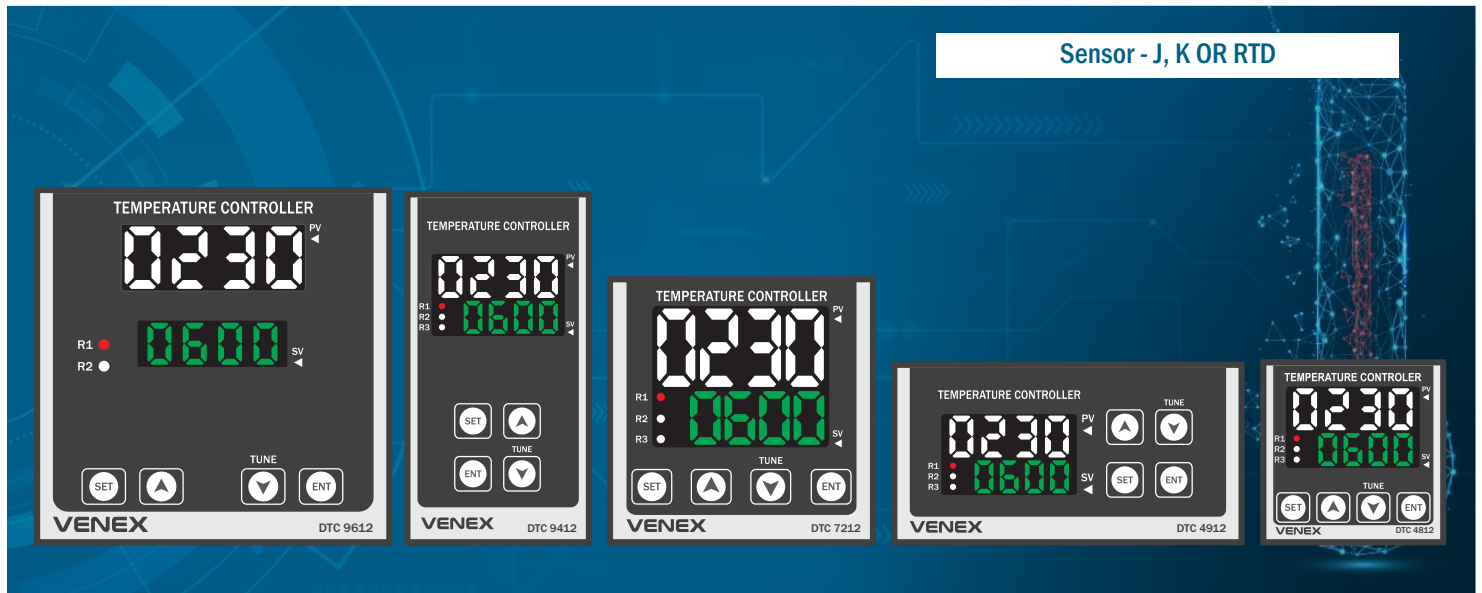 Sensor - J, K OR RTD
TEMPERATURE CONTROLLER
0230
PV
0600
SV
R1
R2
TUNE
SET
ENT
VENEX
DTC 9612
TEMPERATURE CONTROLLER
0230
PV
R1
R2
R3
0600
SV
SET
TUNE
ENT
VENEX
DTC 9412
TEMPERATURE CONTROLLER
0230
PV
R1
R2
R3
0600
SV
TUNE
SET
ENT
VENEX
DTC 7212
TEMPERATURE CONTROLLER
0230
PV
R1
R2
R3
0600
SV
TUNE
SET
ENT
VENEX
DTC 4912
TEMPERATURE CONTROLER
0230
PV
R1
R2
R3
0600
SV
TUNE
SET
ENT
VENEX
DTC 4812